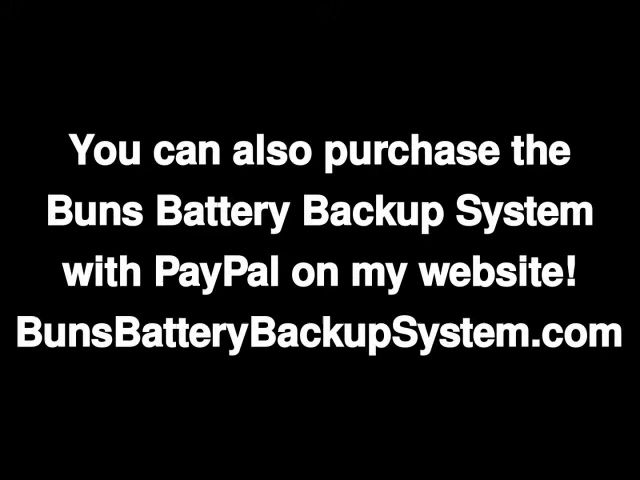 You can also purchase the
Buns Battery Backup System
with PayPal on my website!
BunsBatteryBackupSystem.com